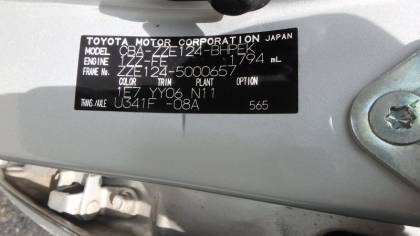 TOYOTA MOTOR CORPORATION JAPAN
MODEL CBA-ZZE124-BHPEK
ENGINE 1ZZ-FE 1794 mL
FRAME No. ZZE124-5000657
COLOR TRIM PLANT OPTION
1E7 YY06 N11
TRANS./AXLE U341F -08A 565